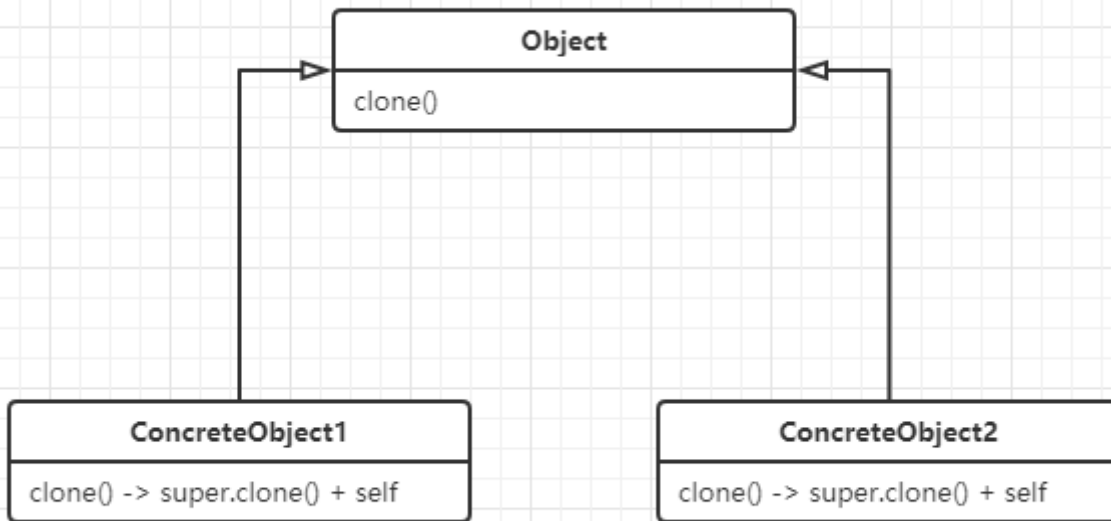 Object
clone()
ConcreteObject1
ConcreteObject2
clone() -> super.clone() + self
clone() -> super.clone() + self